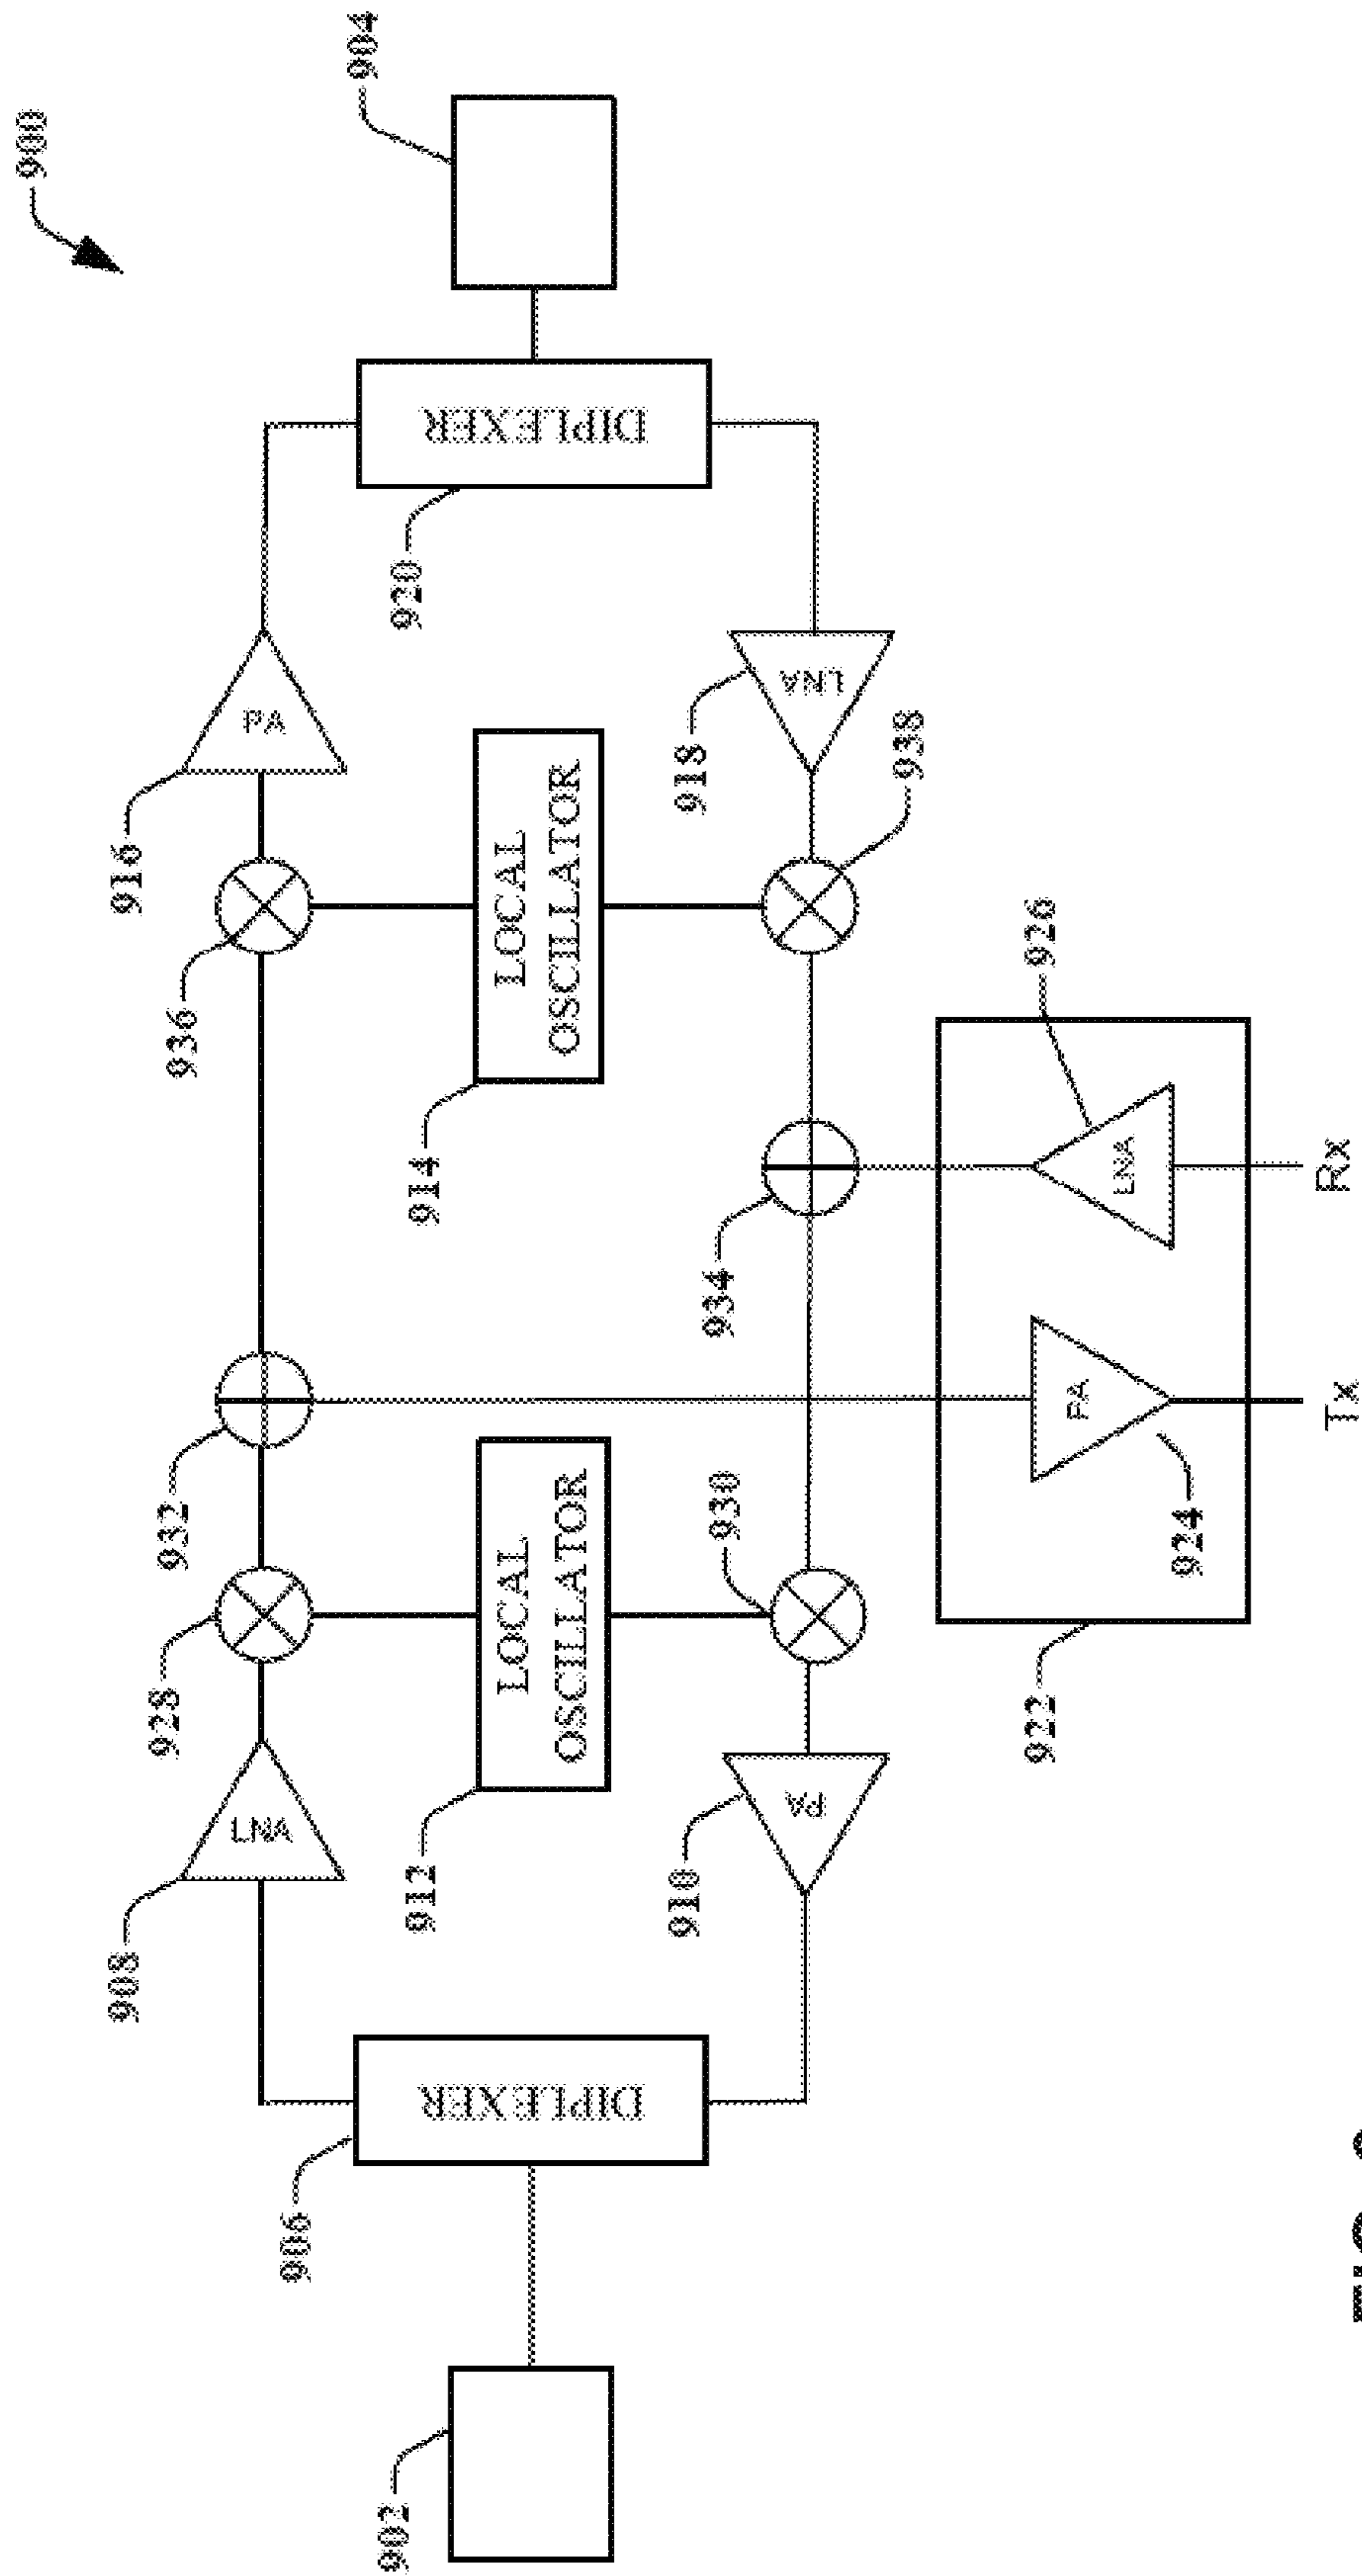 900
908
916
928
932
936
LNA
PA
906
904
902
912
914
920
DIPLEXER
LOCAL
OSCILLATOR
LOCAL
OSCILLATOR
DIPLEXER
910
918
930
934
938
PA
LNA
922
926
PA
LNA
924
Tx
Rx